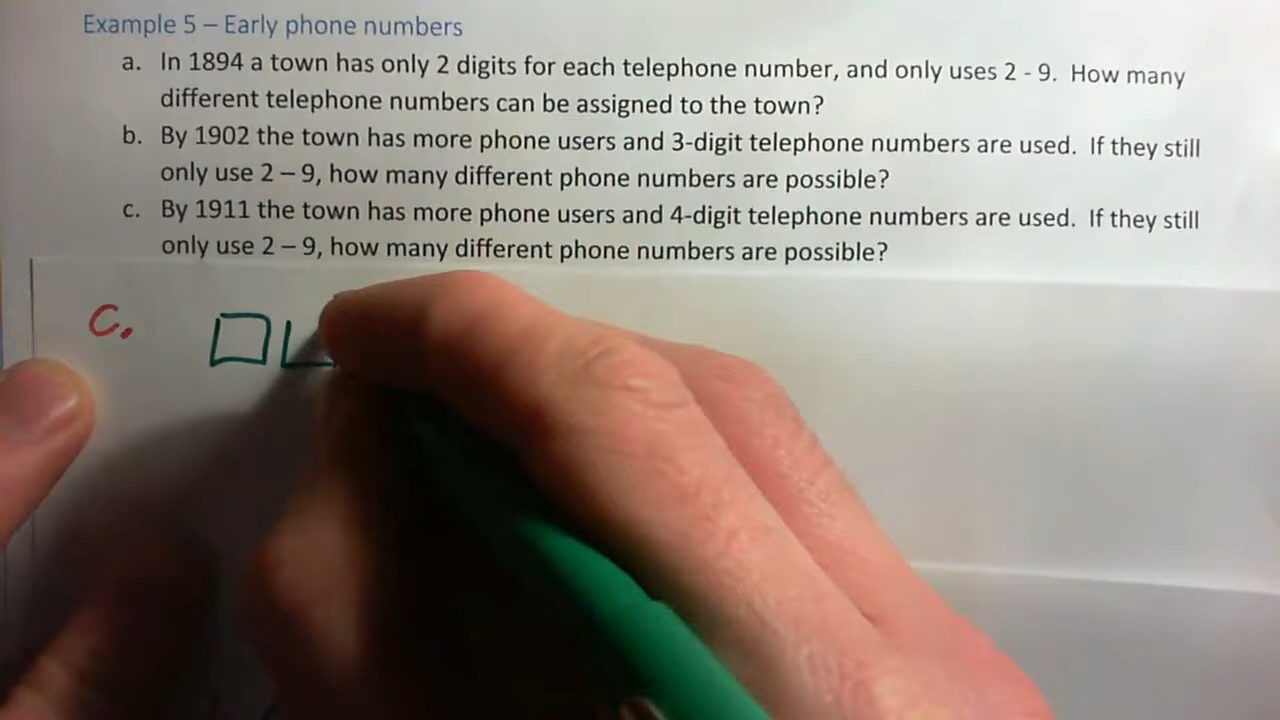 Example 5 – Early phone numbers
a. In 1894 a town has only 2 digits for each telephone number, and only uses 2 - 9. How many
different telephone numbers can be assigned to the town?
b. By 1902 the town has more phone users and 3-digit telephone numbers are used. If they still
only use 2 – 9, how many different phone numbers are possible?
c. By 1911 the town has more phone users and 4-digit telephone numbers are used. If they still
only use 2 – 9, how many different phone numbers are possible?
C.